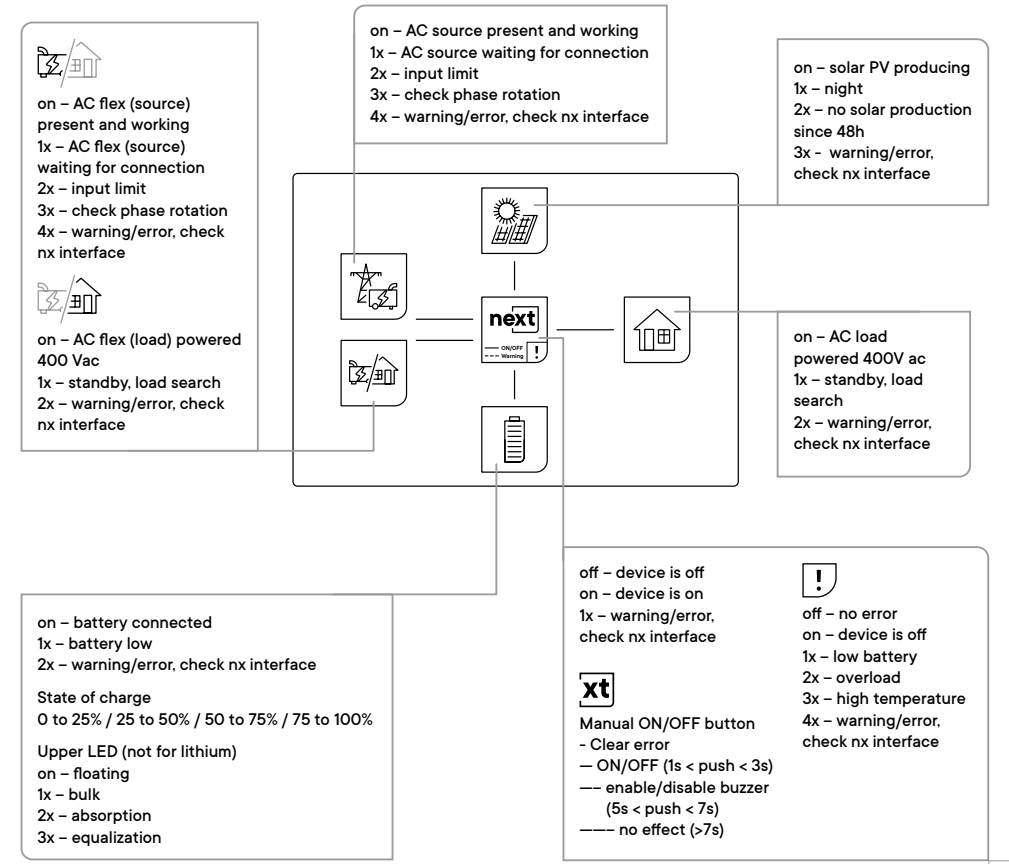 on – AC flex (source)
present and working
1x – AC flex (source)
waiting for connection
2x – input limit
3x – check phase rotation
4x – warning/error, check
nx interface
on – AC flex (load) powered
400 Vac
1x – standby, load search
2x – warning/error, check
nx interface
on – AC source present and working
1x – AC source waiting for connection
2x – input limit
3x – check phase rotation
4x – warning/error, check nx interface
on – solar PV producing
1x – night
2x – no solar production
since 48h
3x - warning/error,
check nx interface
next
ON/OFF
Warning
!
on – AC load
powered 400V ac
1x – standby, load
search
2x – warning/error,
check nx interface
on – battery connected
1x – battery low
2x – warning/error, check nx interface
State of charge
0 to 25% / 25 to 50% / 50 to 75% / 75 to 100%
Upper LED (not for lithium)
on – floating
1x – bulk
2x – absorption
3x – equalization
off – device is off
on – device is on
1x – warning/error,
check nx interface
xt
Manual ON/OFF button
- Clear error
— ON/OFF (1s < push < 3s)
—– enable/disable buzzer
(5s < push < 7s)
—–– no effect (>7s)
!
off – no error
on – device is off
1x – low battery
2x – overload
3x – high temperature
4x – warning/error,
check nx interface